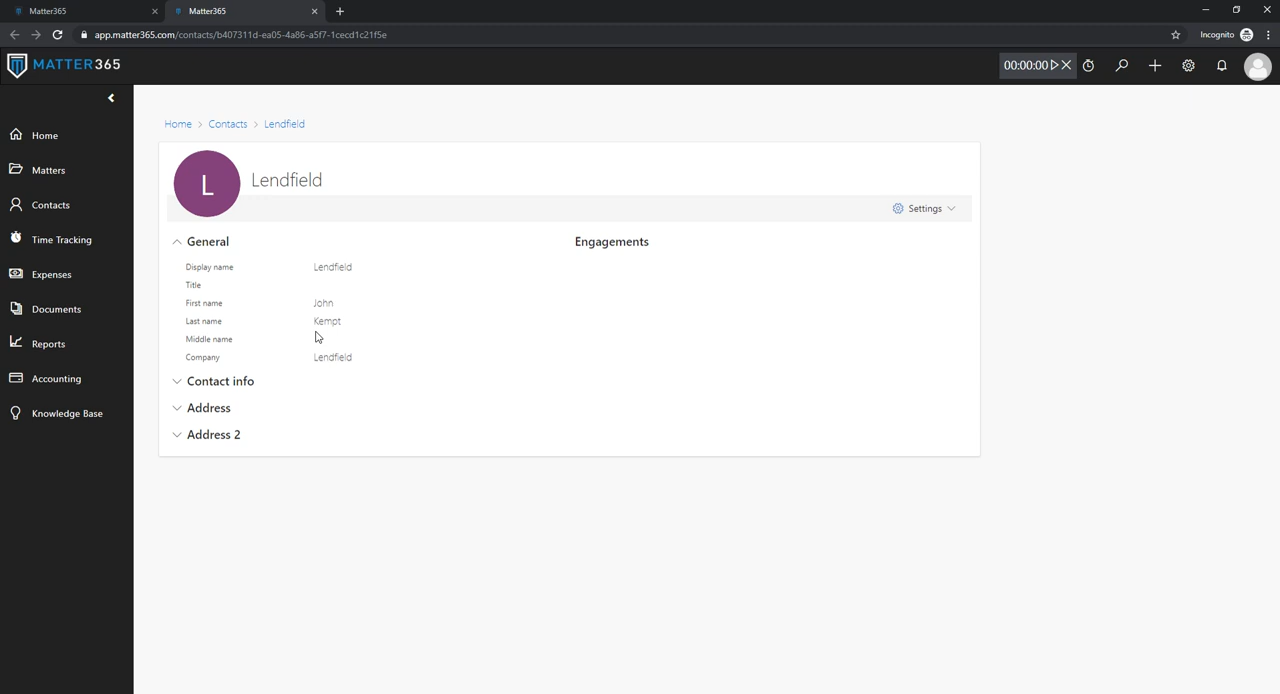 Matter365
Matter365
app.matter365.com/contacts/b407311d-ea05-4a86-a5f7-1cecd1c21f5e
Incognito
MATTER365
00:00:00
Home
Matters
Contacts
Time Tracking
Expenses
Documents
Reports
Accounting
Knowledge Base
Home > Contacts > Lendfield
L
Lendfield
Settings
General
Display name Lendfield
Title
First name John
Last name Kempt
Middle name
Company Lendfield
Contact info
Address
Address 2
Engagements